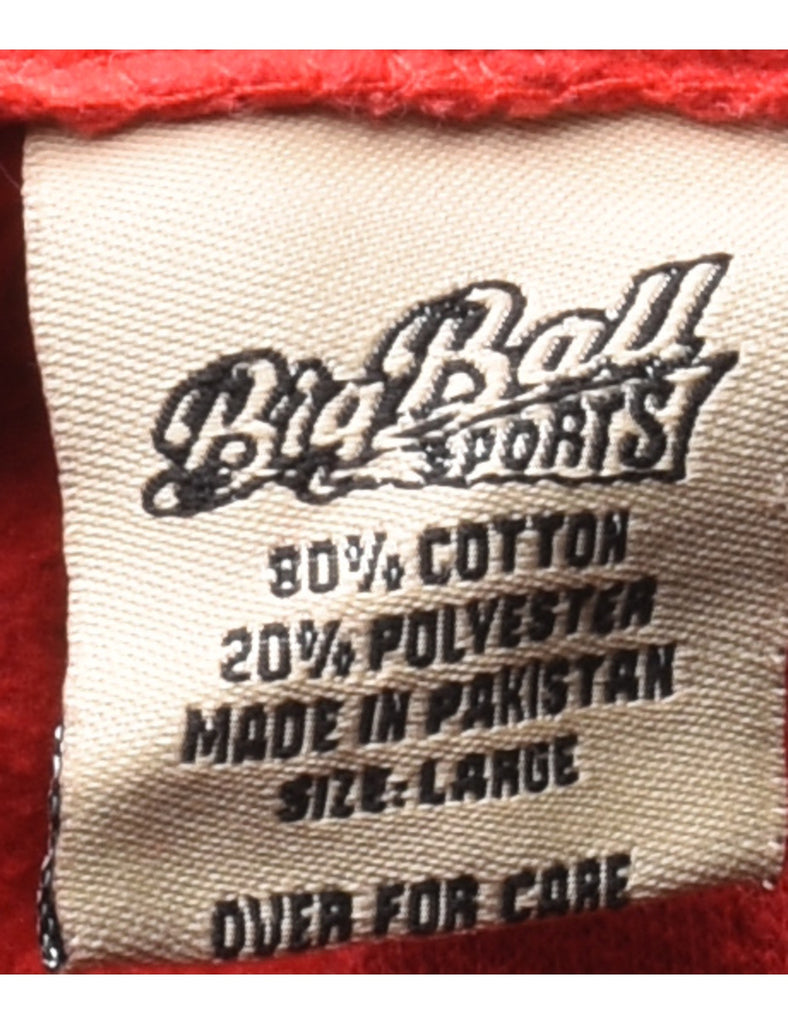 Big Ball
SPORTS
80% COTTON
20% POLYESTER
MADE IN PAKISTAN
SIZE: LARGE
OVER FOR CARE